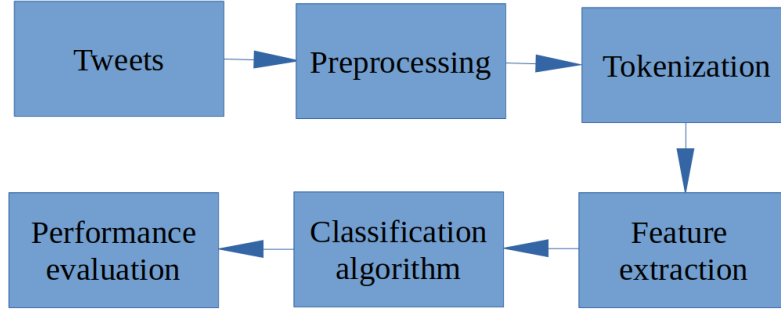 Tweets
Preprocessing
Tokenization
Performance
evaluation
Classification
algorithm
Feature
extraction